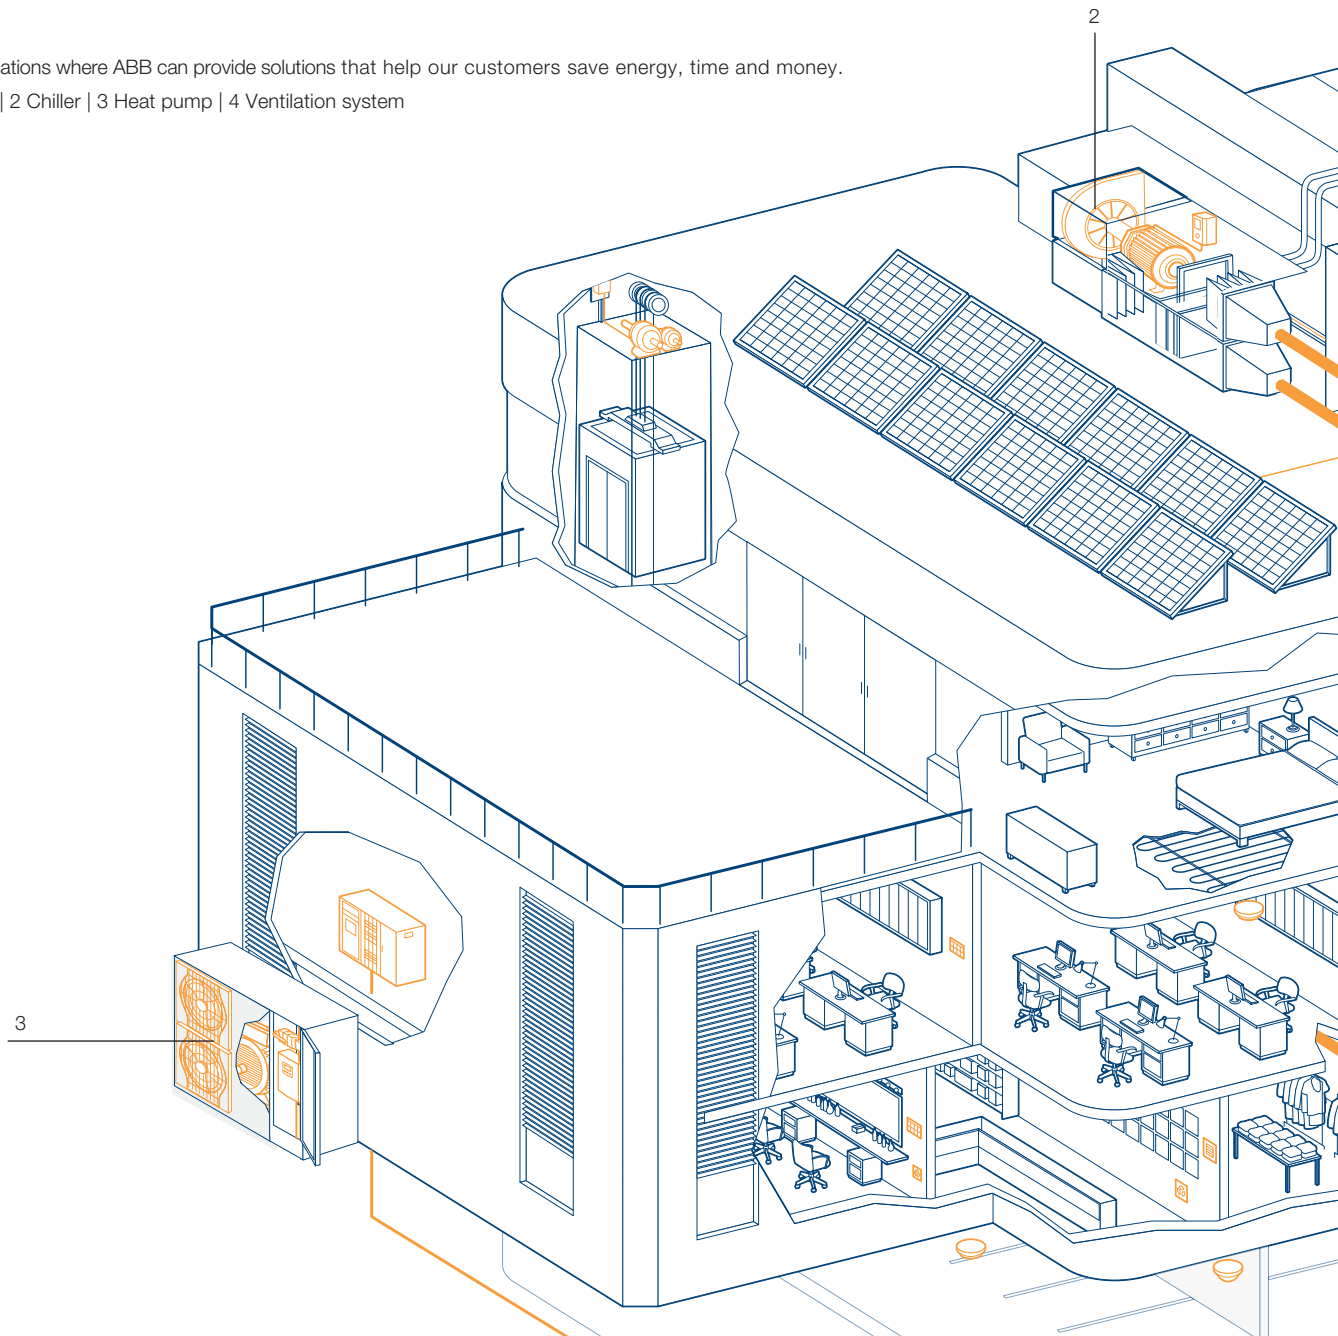 2
ations where ABB can provide solutions that help our customers save energy, time and money.
| 2 Chiller | 3 Heat pump | 4 Ventilation system
3